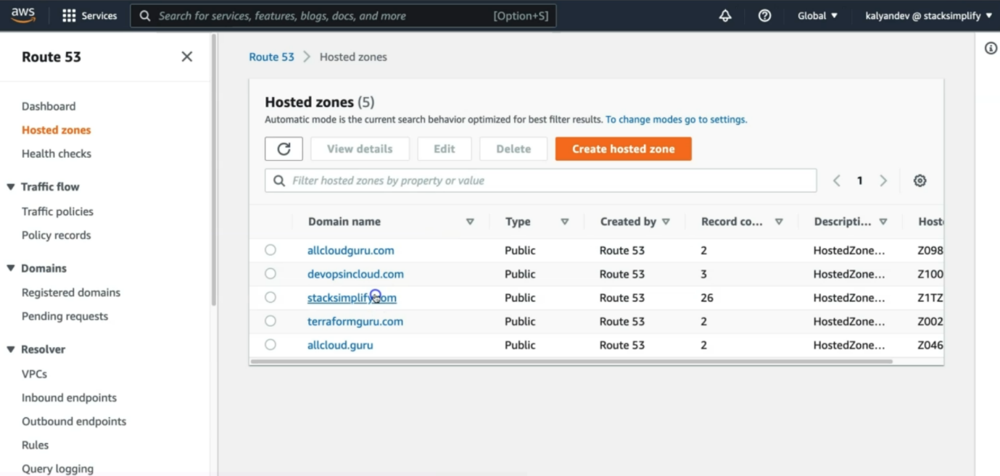 aws Services Search for services, features, blogs, docs, and more [Option+S] Global ▼ kalyandev @ stacksimplify ▼
Route 53
Dashboard
Hosted zones
Health checks
Traffic flow
Traffic policies
Policy records
Domains
Registered domains
Pending requests
Resolver
VPCs
Inbound endpoints
Outbound endpoints
Rules
Query logging
Route 53 > Hosted zones
Hosted zones (5)
Automatic mode is the current search behavior optimized for best filter results. To change modes go to settings.
View details Edit Delete Create hosted zone
Filter hosted zones by property or value < 1 >
Domain name Type Created by Record co... Descripti... Host
allcloudguru.com Public Route 53 2 HostedZone... Z098
devopsincloud.com Public Route 53 3 HostedZone... Z100
stacksimplify.com Public Route 53 26 HostedZone... Z1TZ
terraformguru.com Public Route 53 2 HostedZone... Z002
allcloud.guru Public Route 53 2 HostedZone... Z046